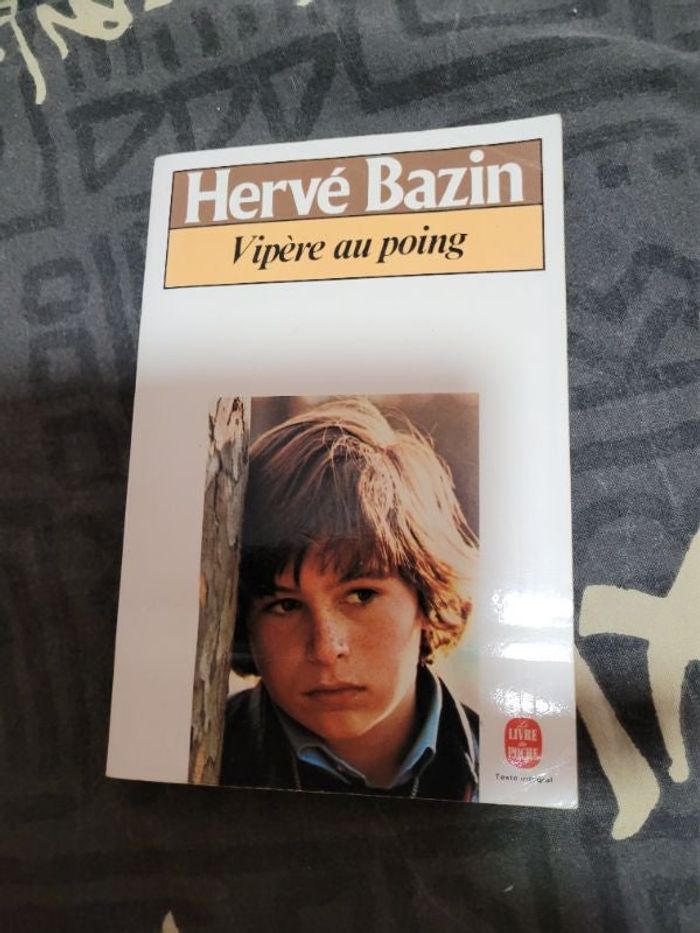 Hervé Bazin
Vipère au poing
Le
LIVRE
de
POCHE
Texte intégral